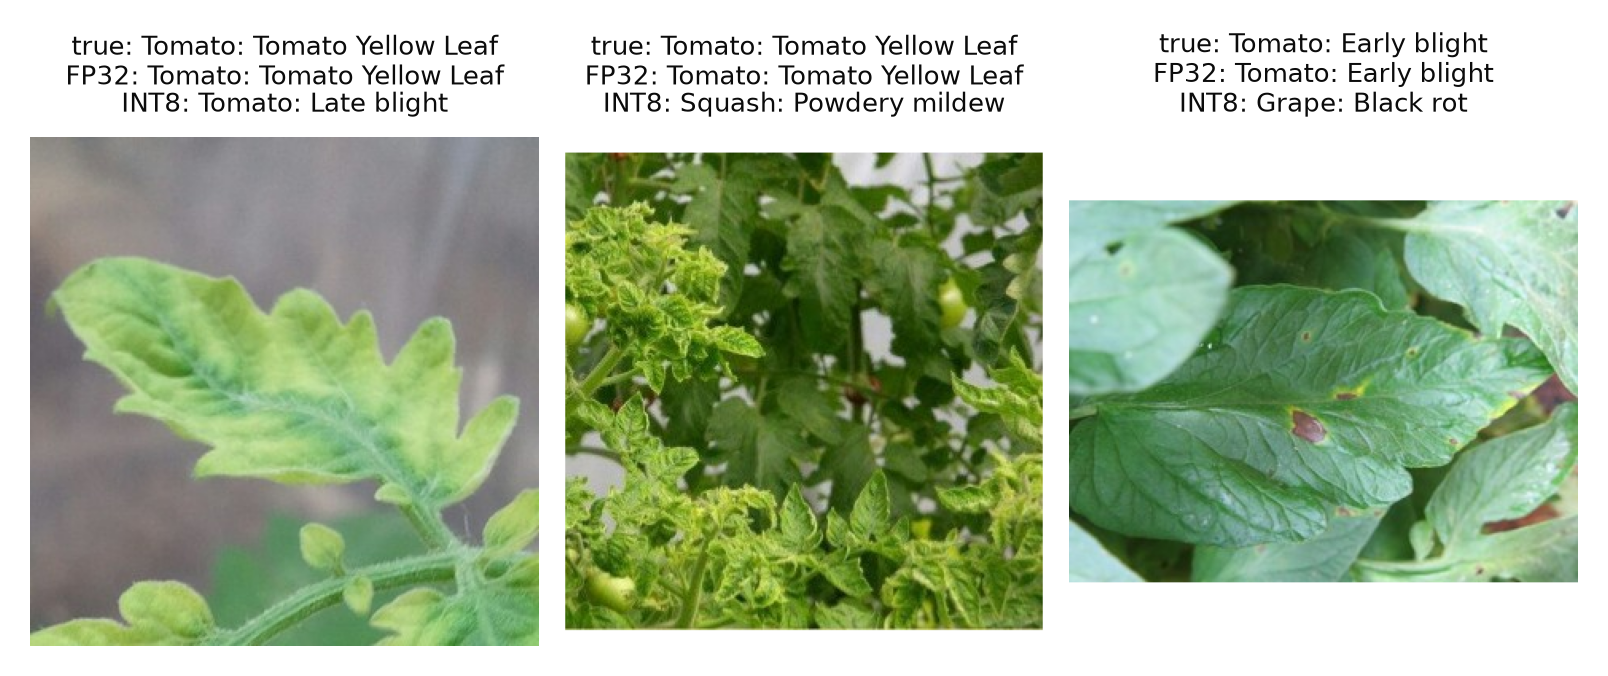 true: Tomato: Tomato Yellow Leaf
FP32: Tomato: Tomato Yellow Leaf
INT8: Tomato: Late blight
true: Tomato: Tomato Yellow Leaf
FP32: Tomato: Tomato Yellow Leaf
INT8: Squash: Powdery mildew
true: Tomato: Early blight
FP32: Tomato: Early blight
INT8: Grape: Black rot